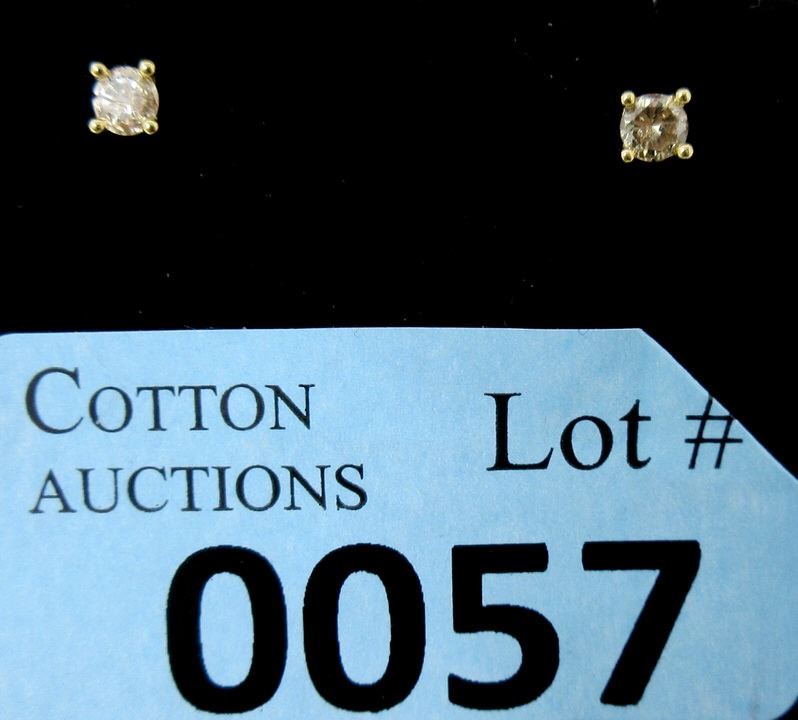 COTTON
AUCTIONS
Lot #
0057